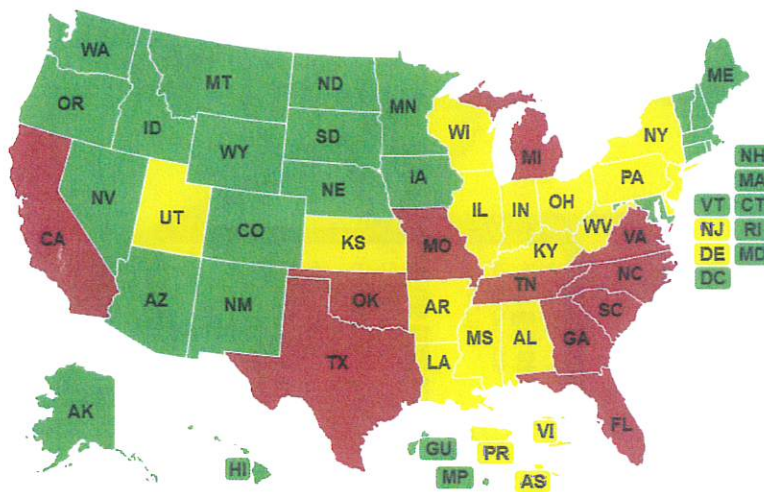 WA
MT
ND
MN
ME
OR
ID
SD
WI
MI
NY
WY
NH
IA
PA
MA
NE
NV
OH
VT
CT
IL
IN
UT
WV
NJ
RI
CO
CA
KS
MO
VA
KY
DE
MD
NC
DC
TN
AZ
NM
OK
AR
SC
MS
AL
GA
LA
TX
AK
FL
VI
GU
PR
HI
MP
AS